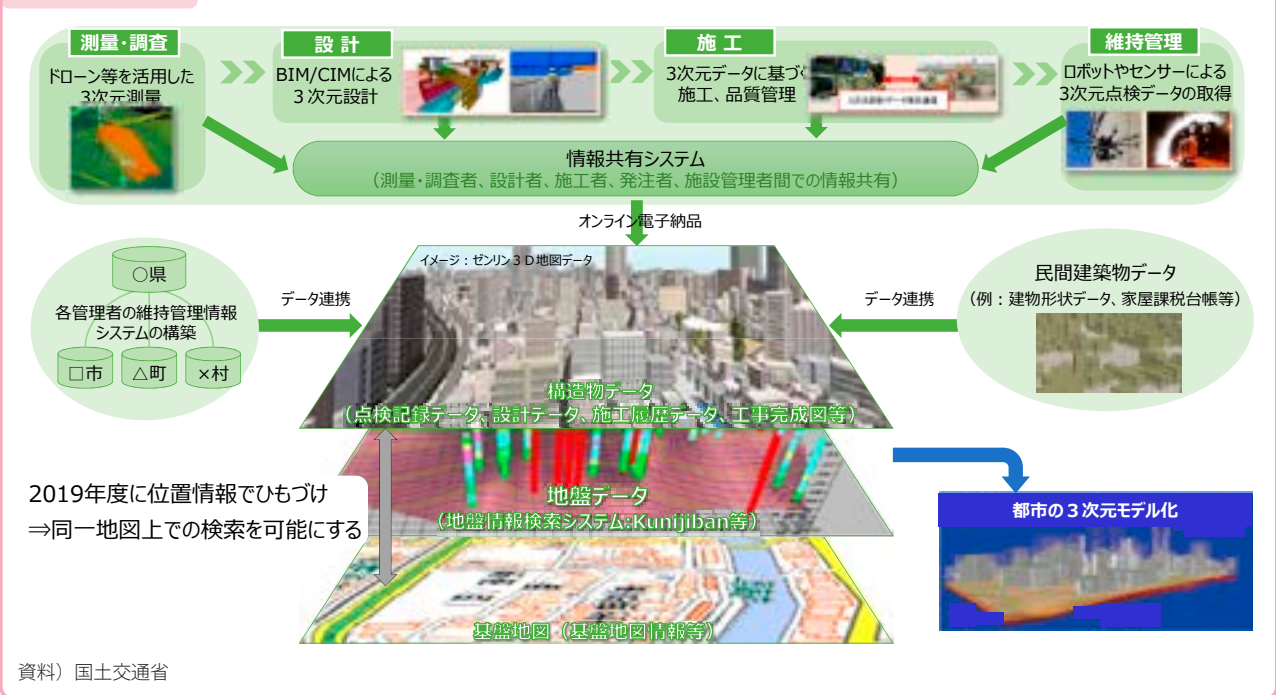 測量・調査
ドローン等を活用した
3次元測量
設 計
BIM/CIMによる
3次元設計
施 工
3次元データに基づく
施工、品質管理
維持管理
ロボットやセンサーによる
3次元点検データの取得
情報共有システム
（測量・調査者、設計者、施工者、発注者、施設管理者間での情報共有）
オンライン電子納品
イメージ：ゼンリン3D地図データ
○県
各管理者の維持管理情報
システムの構築
□市
△町
×村
データ連携
データ連携
民間建築物データ
（例：建物形状データ、家屋課税台帳等）
構造物データ
（点検記録データ、設計データ、施工履歴データ、工事完成図等）
2019年度に位置情報でひもづけ
⇒同一地図上での検索を可能にする
地盤データ
（地盤情報検索システム:Kunijiban等）
都市の3次元モデル化
基盤地図（基盤地図情報等）
資料）国土交通省